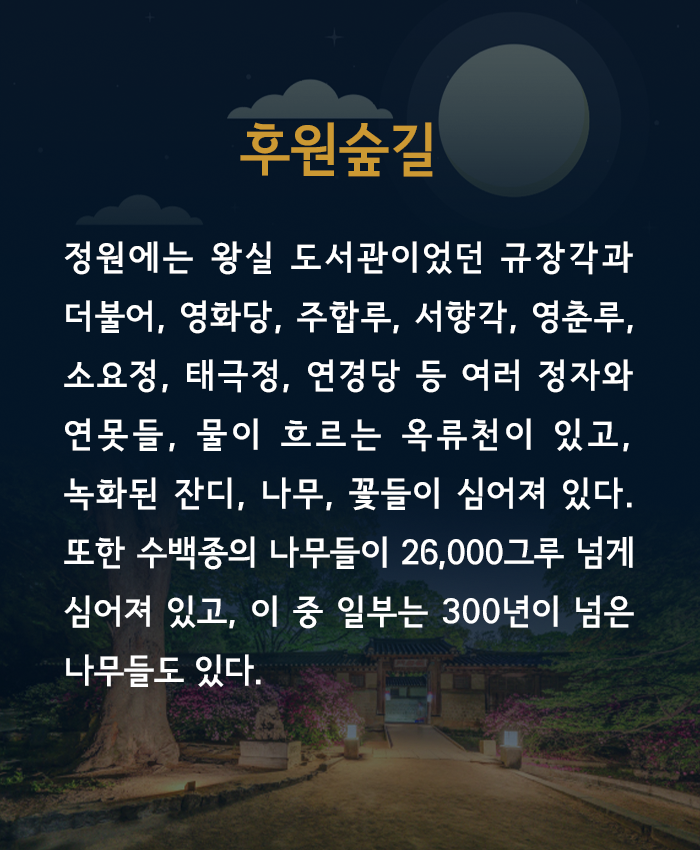 후원숲길
정원에는 왕실 도서관이었던 규장각과
더불어, 영화당, 주합루, 서향각, 영춘루,
소요정, 태극정, 연경당 등 여러 정자와
연못들, 물이 흐르는 옥류천이 있고,
녹화된 잔디, 나무, 꽃들이 심어져 있다.
또한 수백종의 나무들이 26,000그루 넘게
심어져 있고, 이 중 일부는 300년이 넘은
나무들도 있다.